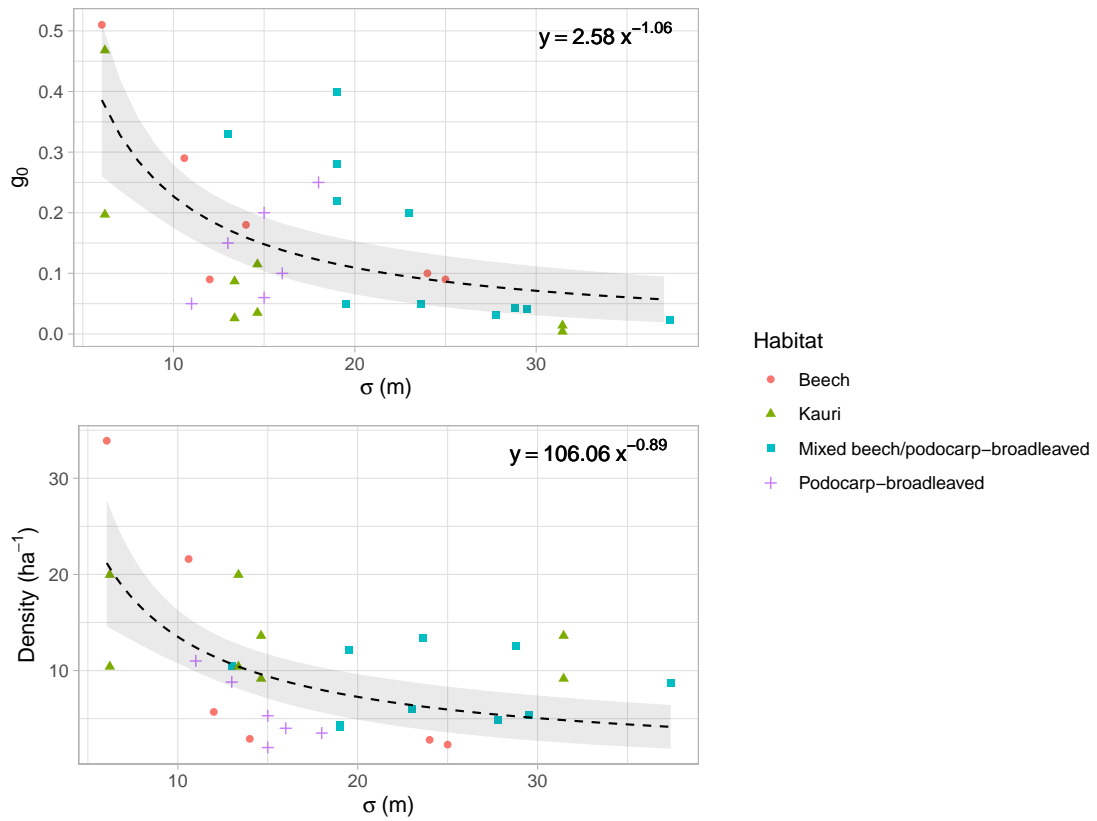 y = 2.58 x^−1.06
0.5
0.4
0.3
0.2
0.1
0.0
g₀
10 20 30
σ (m)
Habitat
Beech
Kauri
Mixed beech/podocarp−broadleaved
Podocarp−broadleaved
y = 106.06 x^−0.89
30
20
10
Density (ha⁻¹)
10 20 30
σ (m)